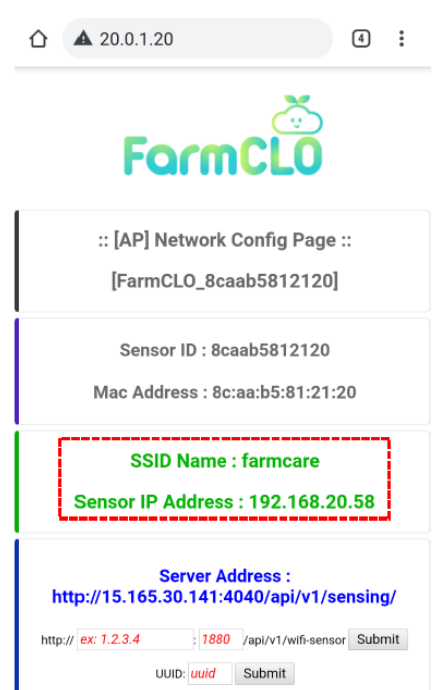 20.0.1.20
4
FarmCLO
:: [AP] Network Config Page ::
[FarmCLO_8caab5812120]
Sensor ID : 8caab5812120
Mac Address : 8c:aa:b5:81:21:20
SSID Name : farmcare
Sensor IP Address : 192.168.20.58
Server Address :
http://15.165.30.141:4040/api/v1/sensing/
http:// ex: 1.2.3.4 : 1880 /api/v1/wifi-sensor Submit
UUID: uuid Submit